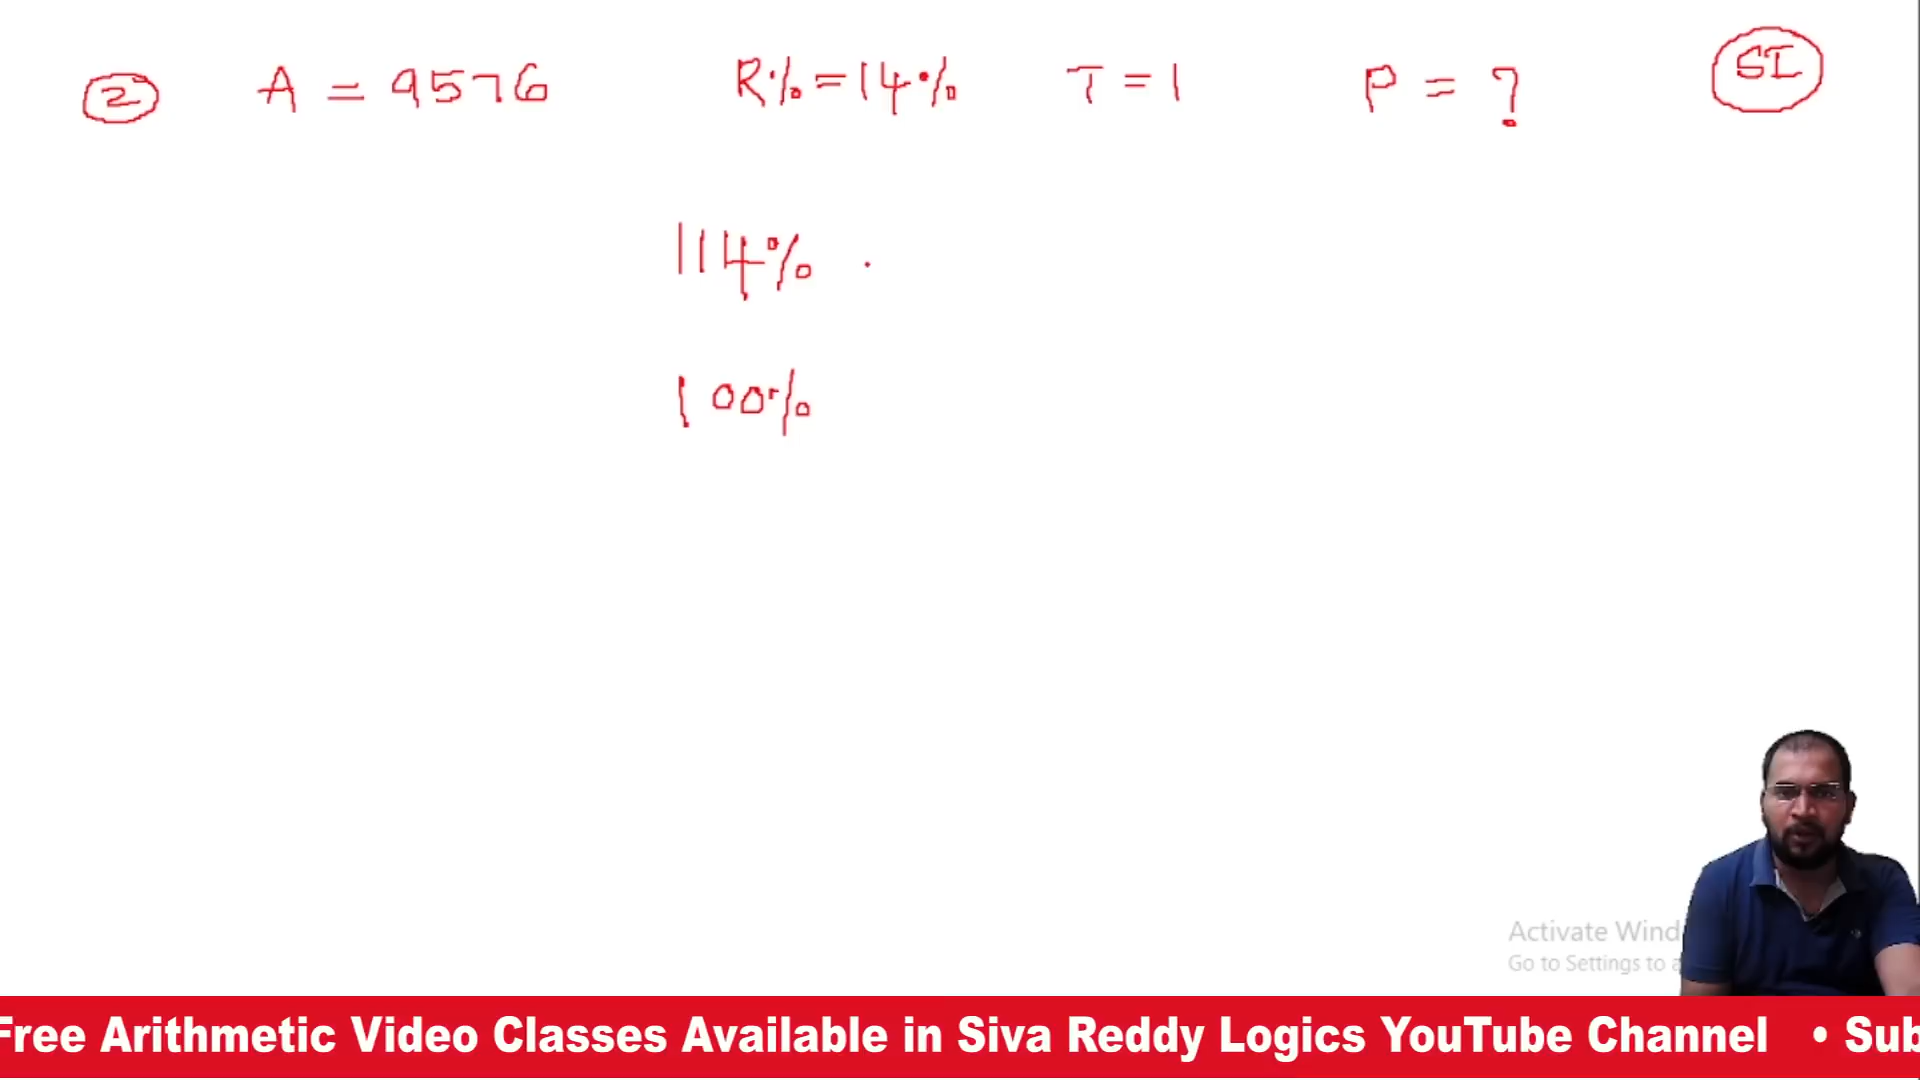 2 A = 9576 R% = 14% T = 1 P = ? SI
114% .
100%
Activate Wind
Go to Settings to a
Free Arithmetic Video Classes Available in Siva Reddy Logics YouTube Channel • Sub